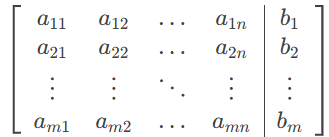 a₁₁ a₁₂ … a₁ₙ b₁
a₂₁ a₂₂ … a₂ₙ b₂
⋮ ⋮ ⋱ ⋮ ⋮
aₘ₁ aₘ₂ … aₘₙ bₘ